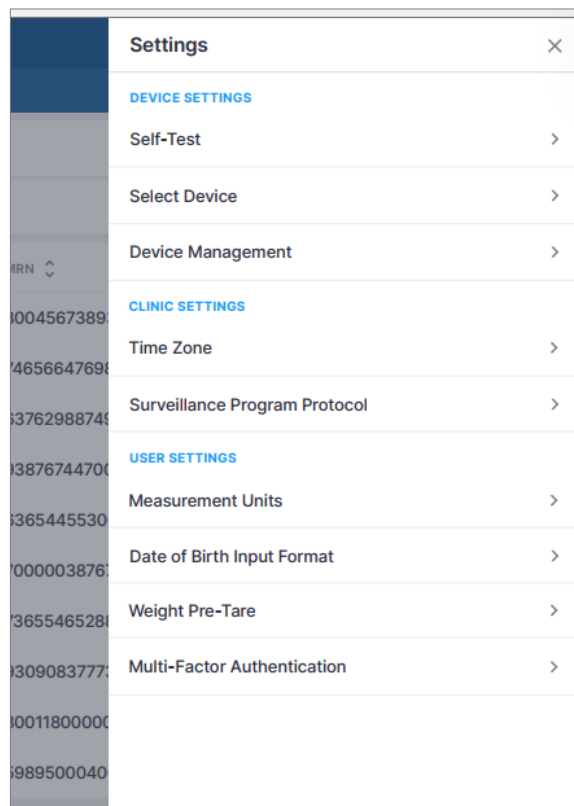 Settings
DEVICE SETTINGS
Self-Test
Select Device
Device Management
CLINIC SETTINGS
Time Zone
Surveillance Program Protocol
USER SETTINGS
Measurement Units
Date of Birth Input Format
Weight Pre-Tare
Multi-Factor Authentication